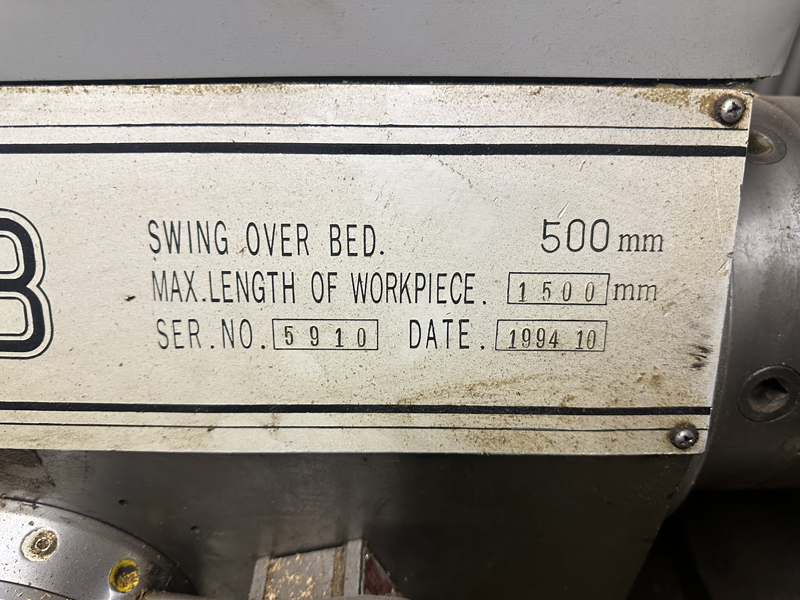 B
SWING OVER BED. 500 mm
MAX. LENGTH OF WORKPIECE. 1500 mm
SER. NO. 5910 DATE. 1994 10